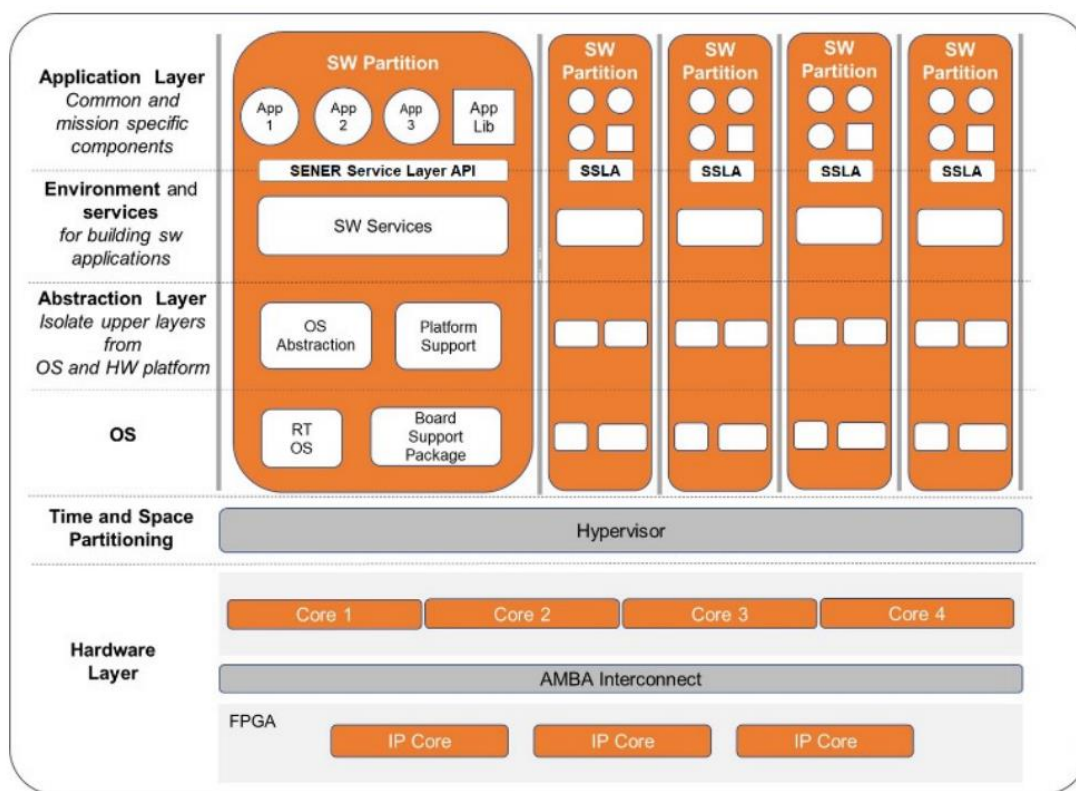 Application Layer
Common and
mission specific
components
SW Partition
App
1
App
2
App
3
App
Lib
SENER Service Layer API
SW
Partition
SSLA
SW
Partition
SSLA
SW
Partition
SSLA
SW
Partition
SSLA
Environment and
services
for building sw
applications
SW Services
Abstraction Layer
Isolate upper layers
from
OS and HW platform
OS
Abstraction
Platform
Support
OS
RT
OS
Board
Support
Package
Time and Space
Partitioning
Hypervisor
Hardware
Layer
Core 1
Core 2
Core 3
Core 4
AMBA Interconnect
FPGA
IP Core
IP Core
IP Core